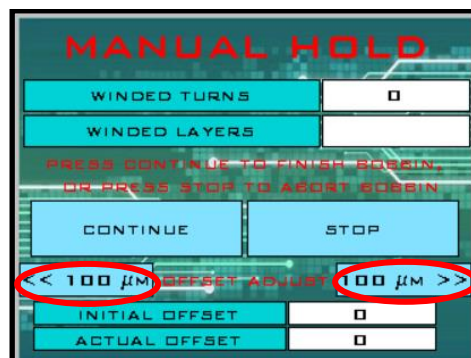 MANUAL HOLD
WINDED TURNS 0
WINDED LAYERS
PRESS CONTINUE TO FINISH BOBBIN,
OR PRESS STOP TO ABORT BOBBIN
CONTINUE STOP
<< 100 µM OFFSET ADJUST 100 µM >>
INITIAL OFFSET 0
ACTUAL OFFSET 0